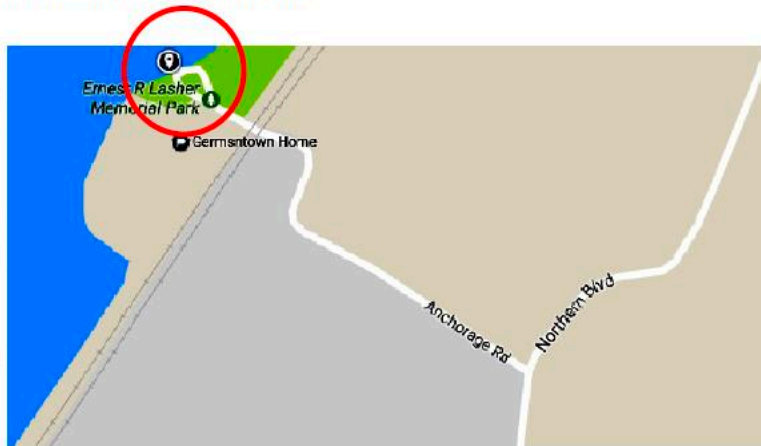 Ernest R Lasher
Memorial Park
Germsntown Home
Anchorage Rd
Northern Blvd